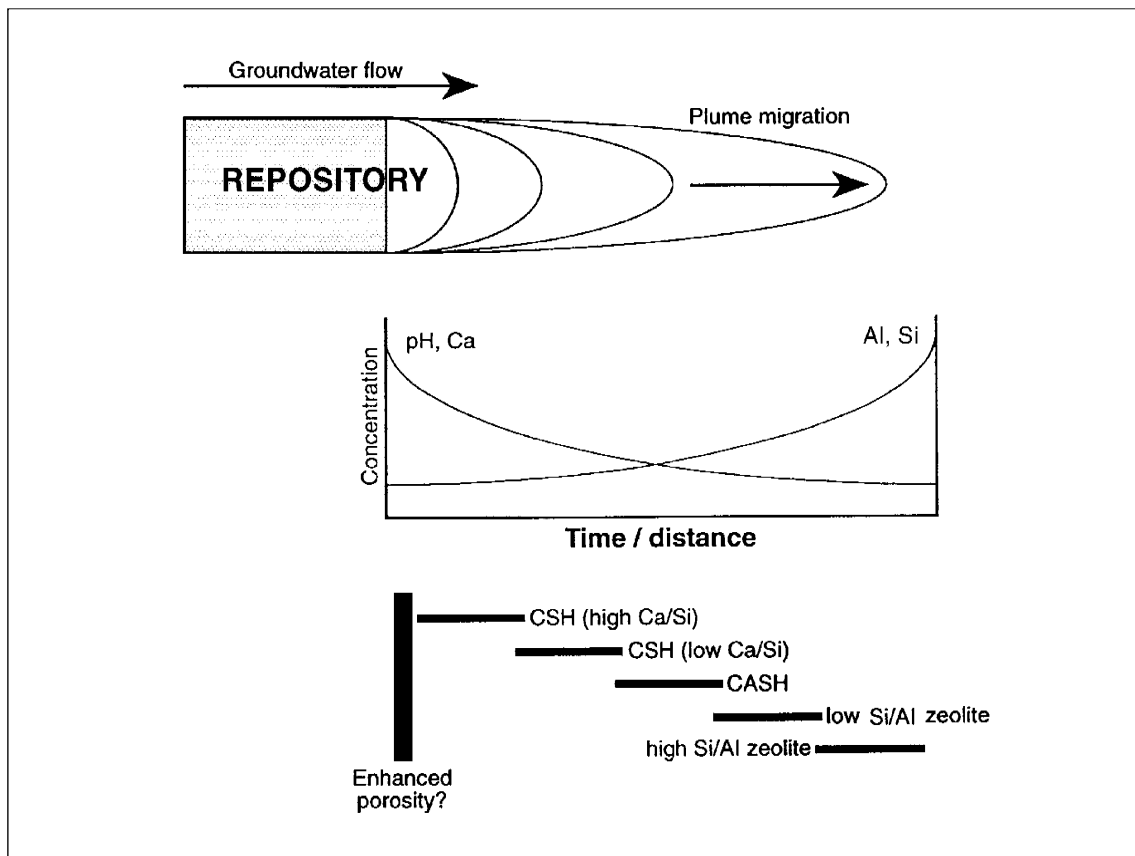 Groundwater flow
Plume migration
REPOSITORY
pH, Ca
Al, Si
Concentration
Time / distance
CSH (high Ca/Si)
CSH (low Ca/Si)
CASH
low Si/Al zeolite
high Si/Al zeolite
Enhanced
porosity?